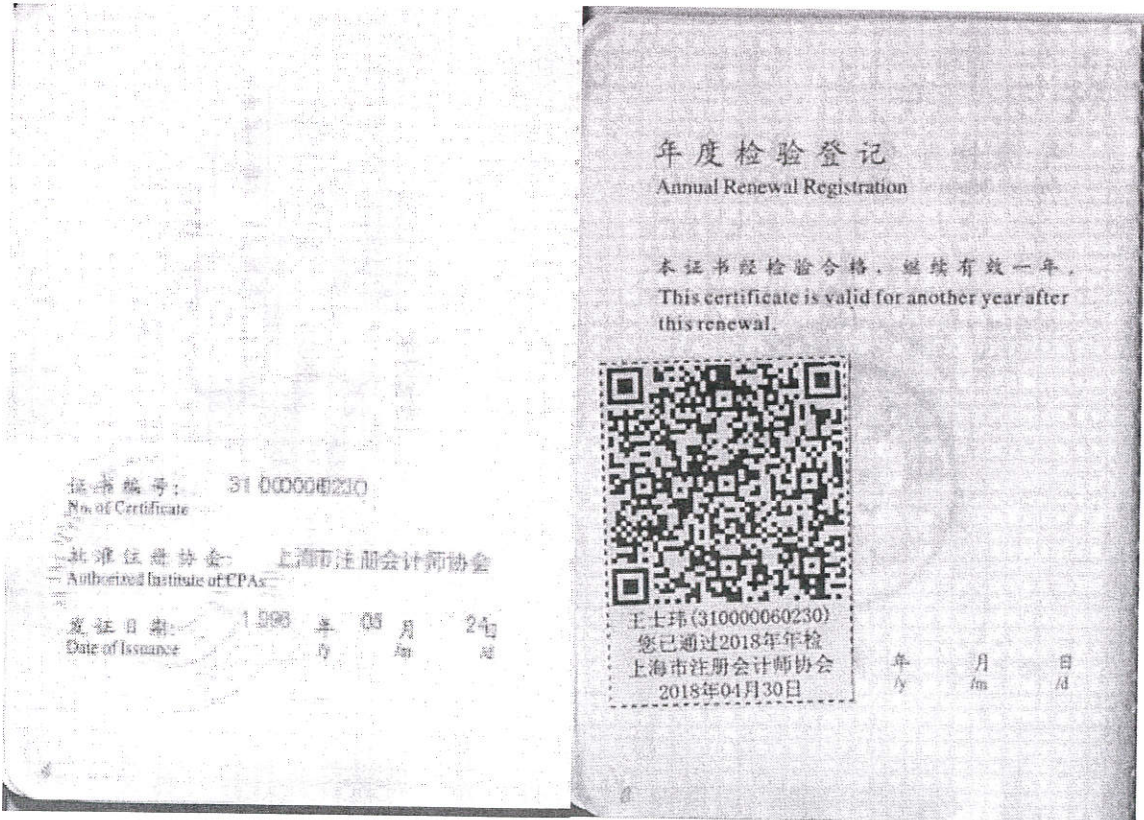 证书编号: 310000060230
No. of Certificate
批准注册协会: 上海市注册会计师协会
Authorized Institute of CPAs
发证日期: 年 月 24日
Date of Issuance /y /m /d
4
年度检验登记
Annual Renewal Registration
本证书经检验合格，继续有效一年。
This certificate is valid for another year after
this renewal.
王士玮(310000060230)
您已通过2018年年检
上海市注册会计师协会
2018年04月30日
年 月 日
/y /m /d